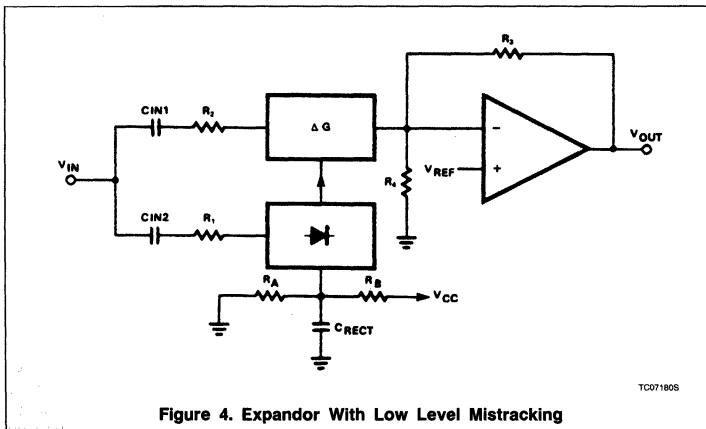 R₃
CIN1
R₂
ΔG
VIN
VREF
−
+
VOUT
R₄
CIN2
R₁
RA
RB
VCC
CRECT
TC07180S
Figure 4. Expandor With Low Level Mistracking